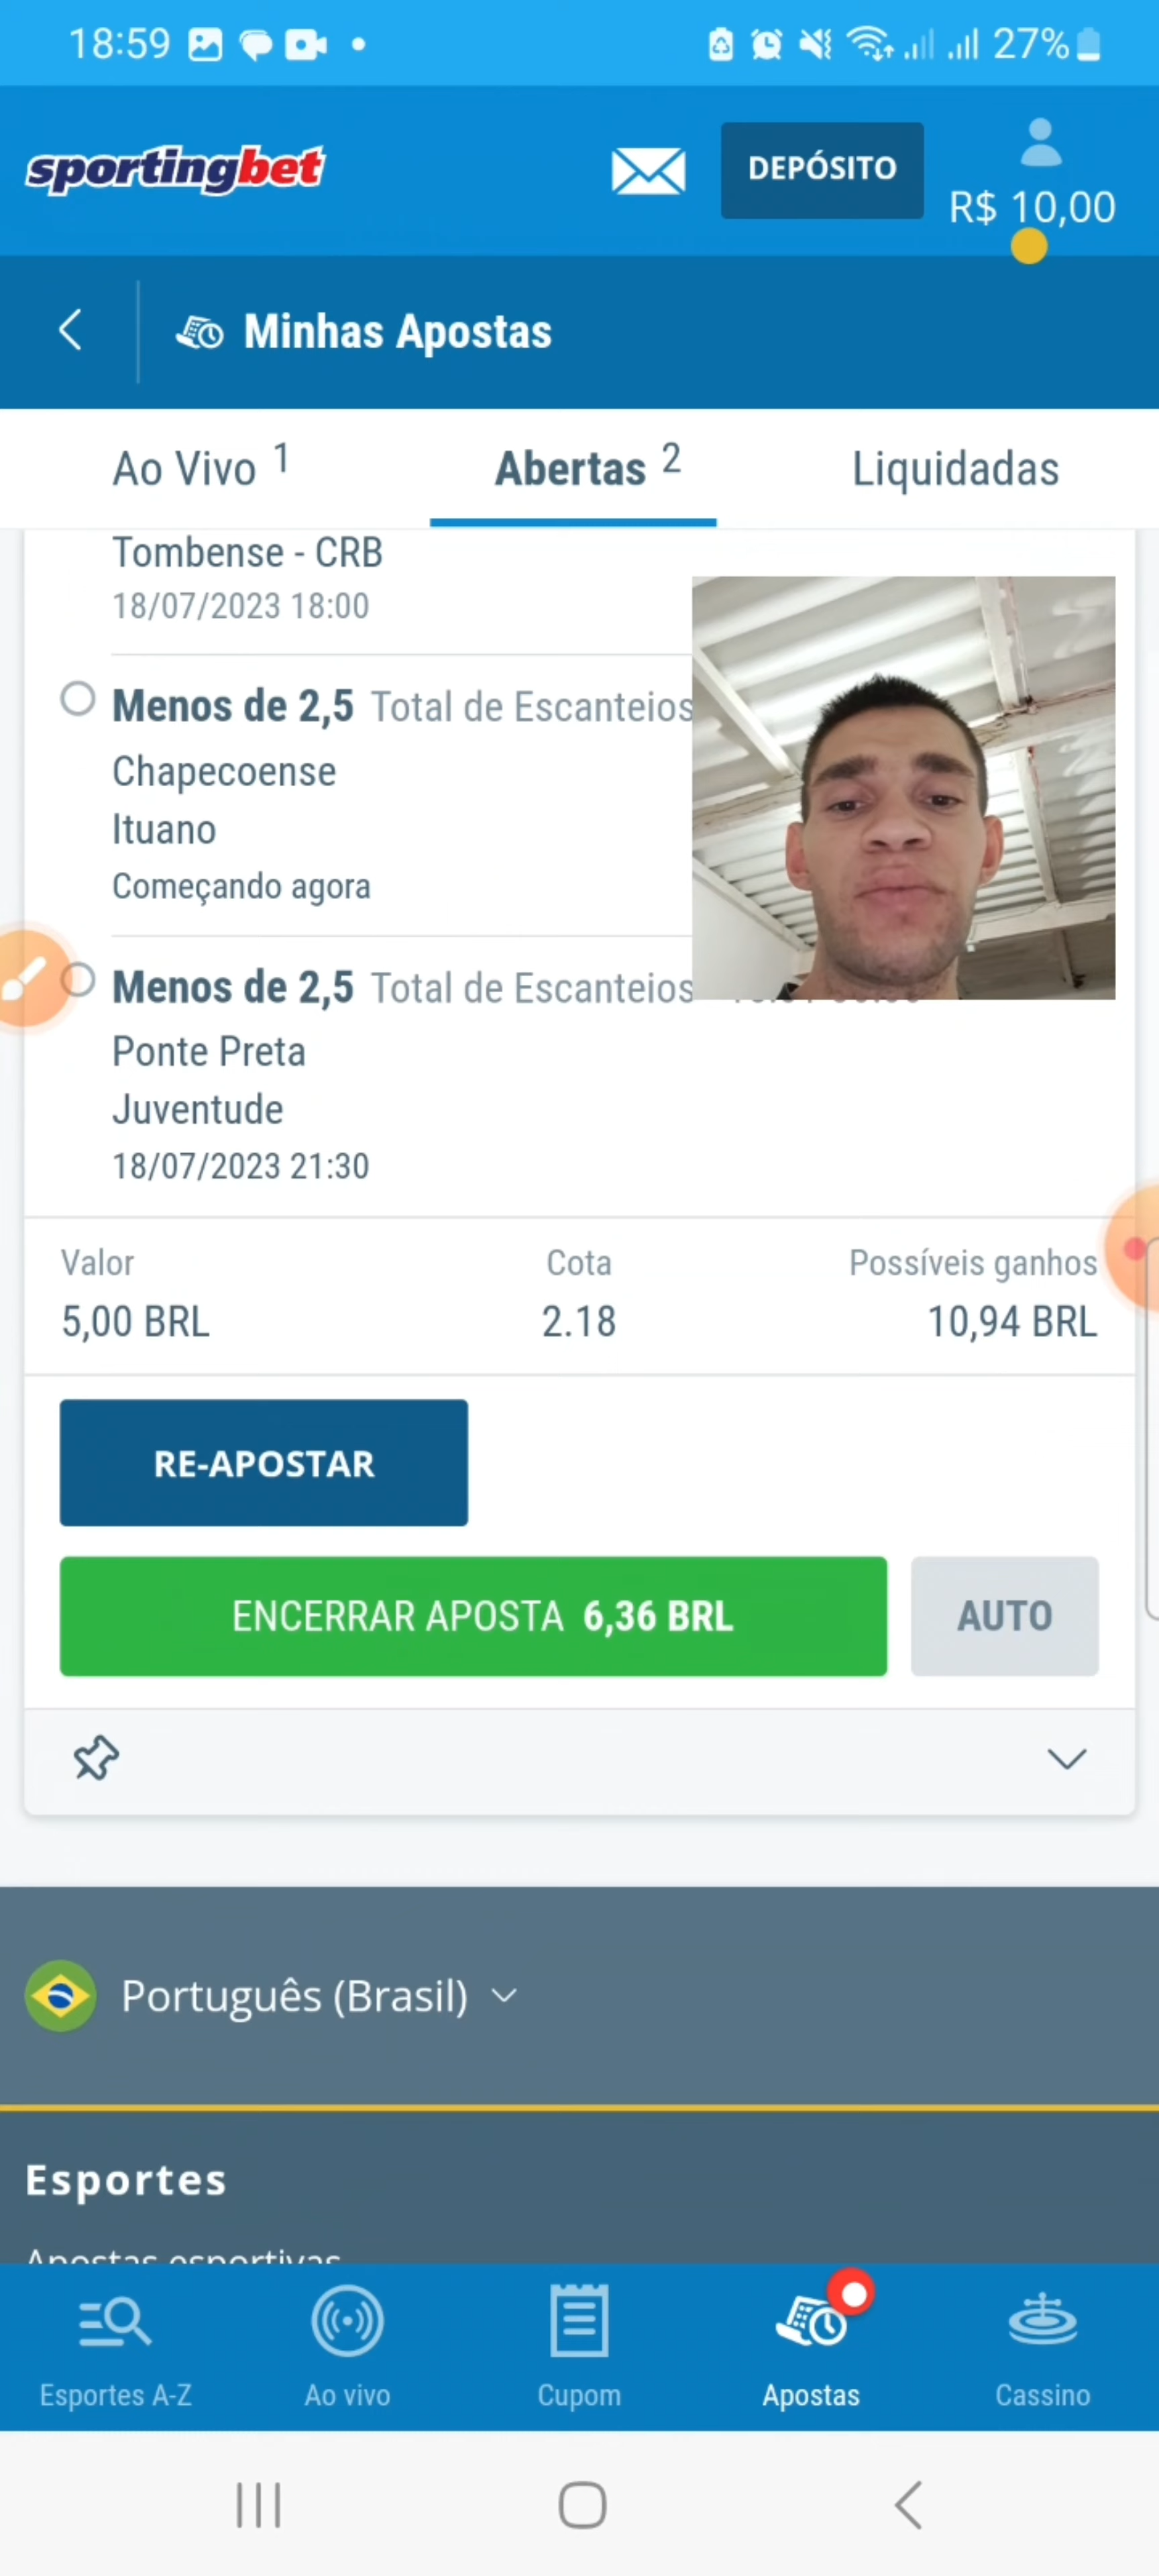 18:59
27%
sportingbet
DEPÓSITO
R$ 10,00
Minhas Apostas
Ao Vivo 1
Abertas 2
Liquidadas
Tombense - CRB
18/07/2023 18:00
Menos de 2,5 Total de Escanteios
Chapecoense
Ituano
Começando agora
Menos de 2,5 Total de Escanteios
Ponte Preta
Juventude
18/07/2023 21:30
Valor Cota Possíveis ganhos
5,00 BRL 2.18 10,94 BRL
RE-APOSTAR
ENCERRAR APOSTA 6,36 BRL
AUTO
Português (Brasil)
Esportes
Apostas esportivas
Esportes A-Z
Ao vivo
Cupom
Apostas
Cassino